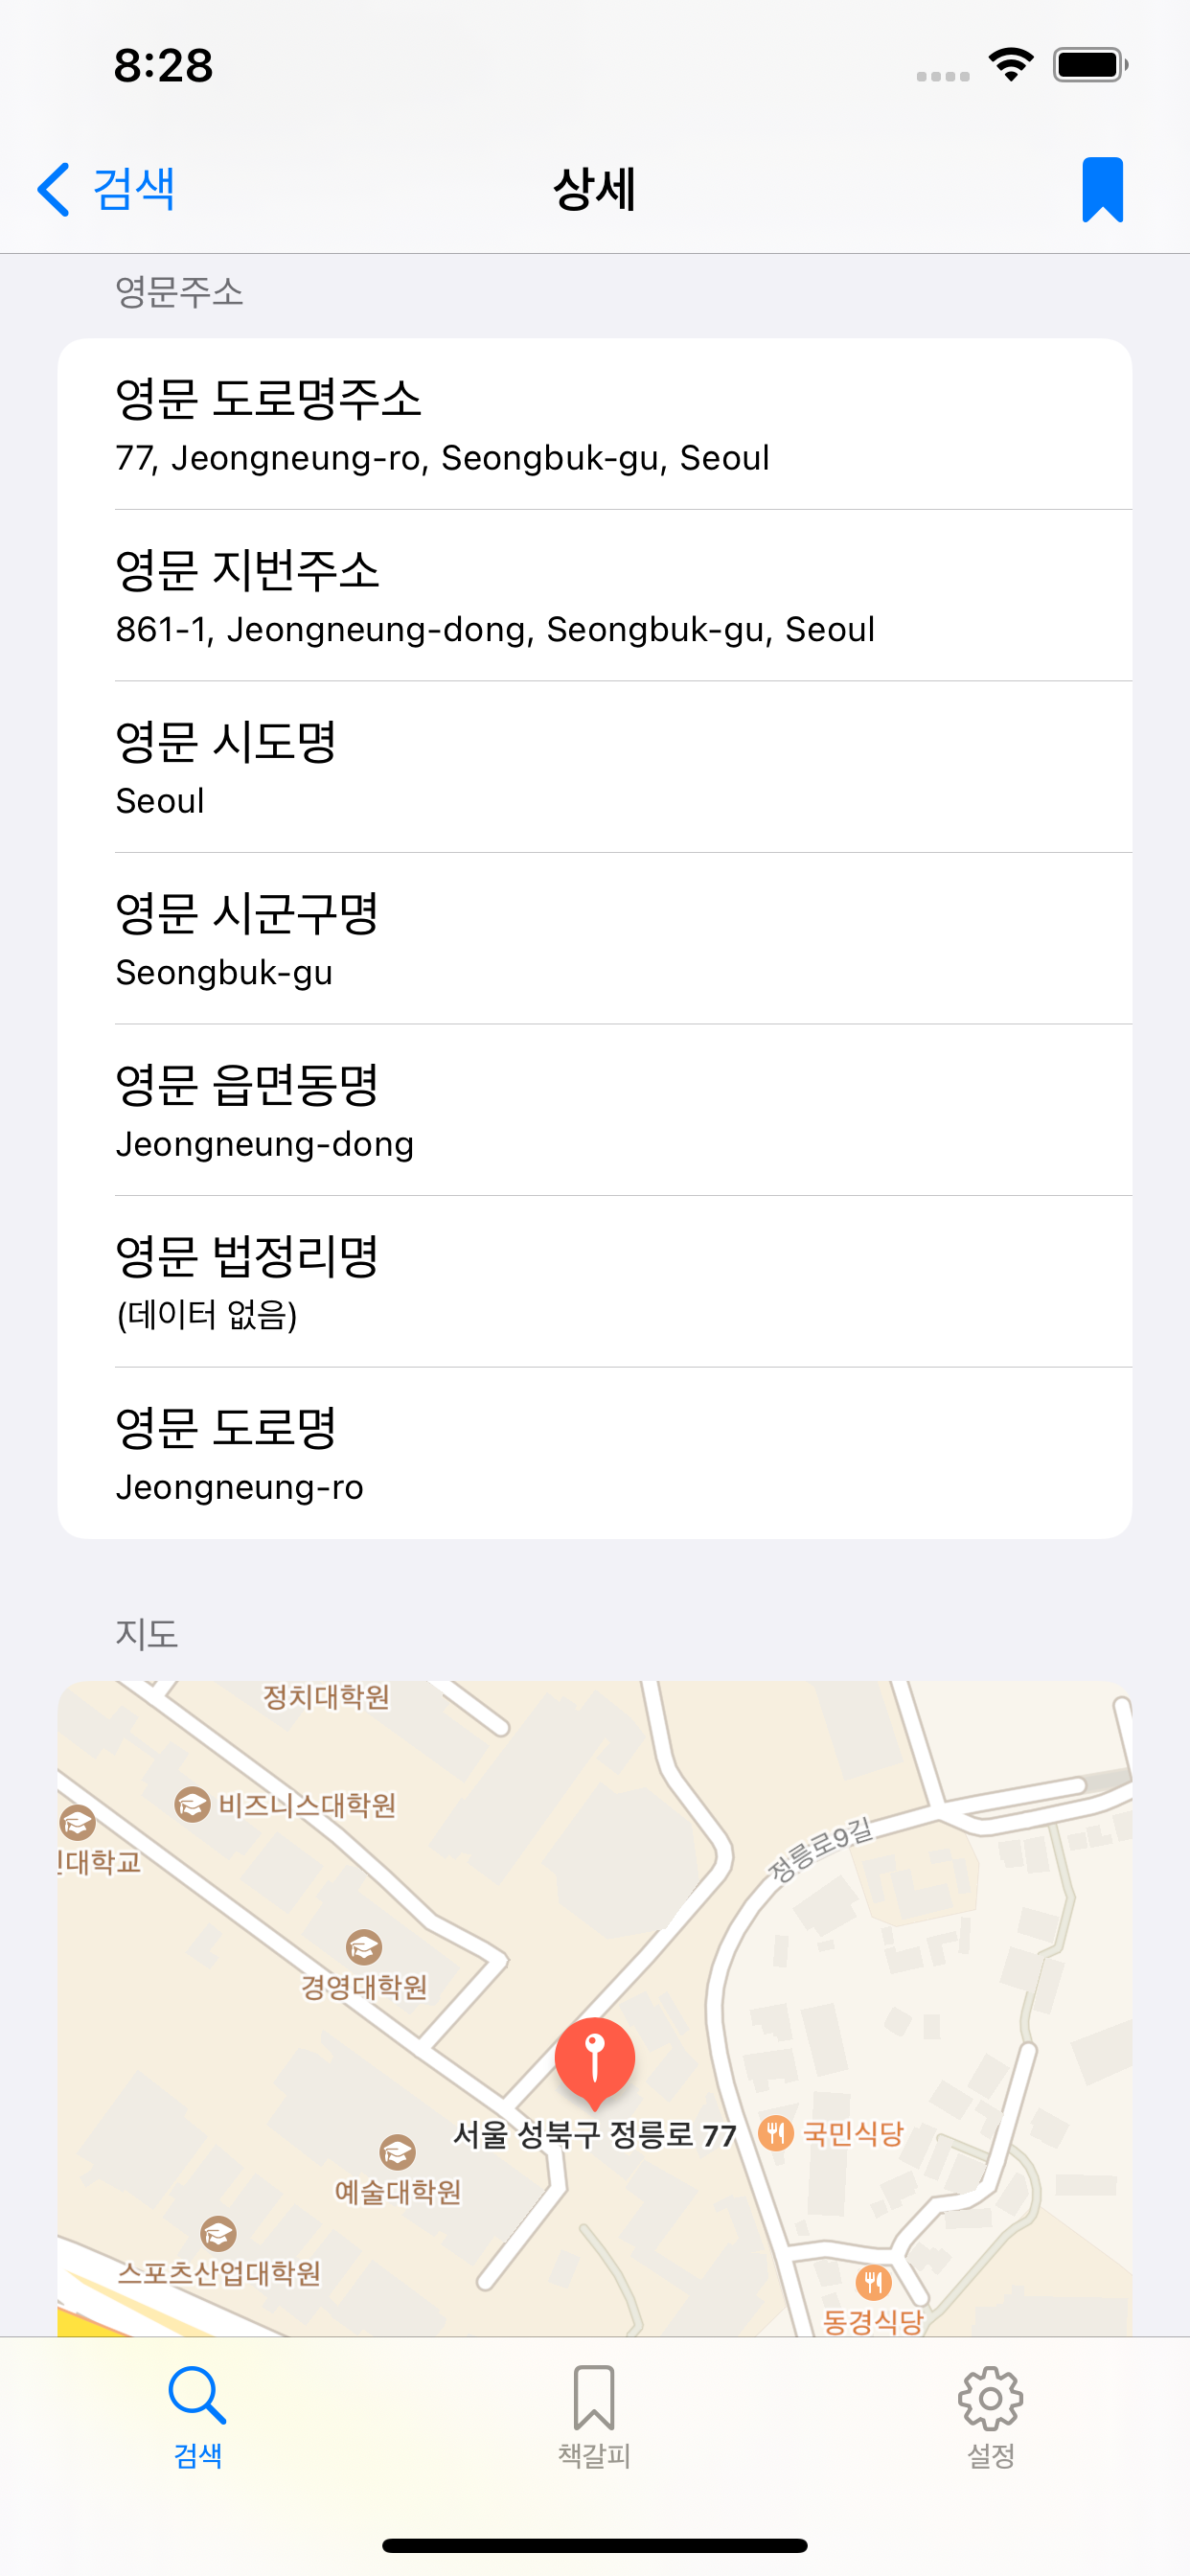 8:28
검색
상세
영문주소
영문 도로명주소
77, Jeongneung-ro, Seongbuk-gu, Seoul
영문 지번주소
861-1, Jeongneung-dong, Seongbuk-gu, Seoul
영문 시도명
Seoul
영문 시군구명
Seongbuk-gu
영문 읍면동명
Jeongneung-dong
영문 법정리명
(데이터 없음)
영문 도로명
Jeongneung-ro
지도
정치대학원
비즈니스대학원
대학교
정릉로9길
경영대학원
서울 성북구 정릉로 77
국민식당
예술대학원
스포츠산업대학원
동경식당
검색
책갈피
설정